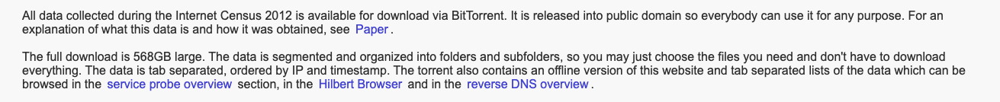 All data collected during the Internet Census 2012 is available for download via BitTorrent. It is released into public domain so everybody can use it for any purpose. For an
explanation of what this data is and how it was obtained, see Paper.
The full download is 568GB large. The data is segmented and organized into folders and subfolders, so you may just choose the files you need and don't have to download
everything. The data is tab separated, ordered by IP and timestamp. The torrent also contains an offline version of this website and tab separated lists of the data which can be
browsed in the service probe overview section, in the Hilbert Browser and in the reverse DNS overview.